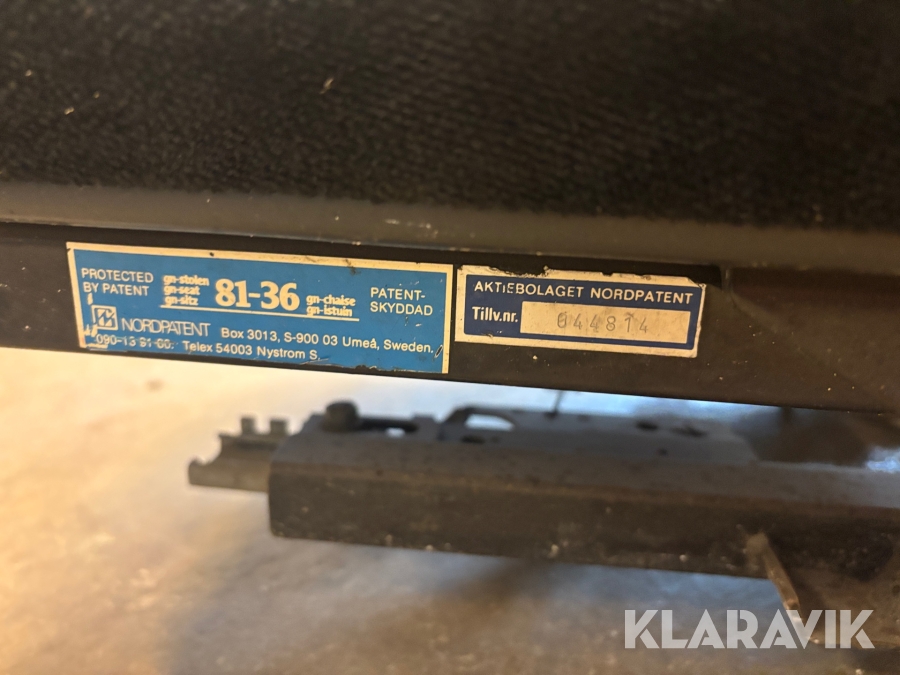 PROTECTED
BY PATENT
gn-stolen
gn-seat
gn-sitz
81-36
gn-chaise
gn-istuin
PATENT-
SKYDDAD
NORDPATENT Box 3013, S-900 03 Umeå, Sweden.
Telex 54003 Nystrom S.
AKTIEBOLAGET NORDPATENT
Tillv.nr. 044814
KLARAVIK